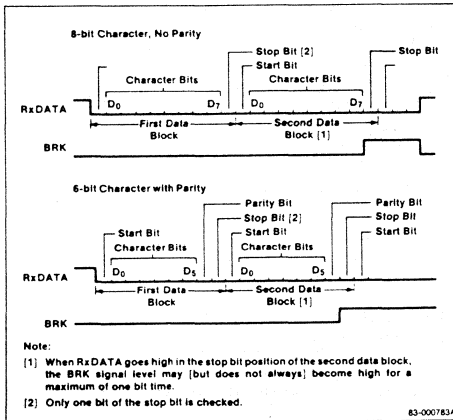 8-bit Character, No Parity
Stop Bit [2]
Stop Bit
Start Bit
Character Bits
Character Bits
D0
D7
D0
D7
RxDATA
First Data
Block
Second Data
Block [1]
BRK
6-bit Character with Parity
Parity Bit
Parity Bit
Stop Bit [2]
Stop Bit
Start Bit
Start Bit
Start Bit
Character Bits
Character Bits
D0
D5
D0
D5
RxDATA
First Data
Block
Second Data
Block [1]
BRK
Note:
[1] When RxDATA goes high in the stop bit position of the second data block,
the BRK signal level may [but does not always] become high for a
maximum of one bit time.
[2] Only one bit of the stop bit is checked.
83-000783A